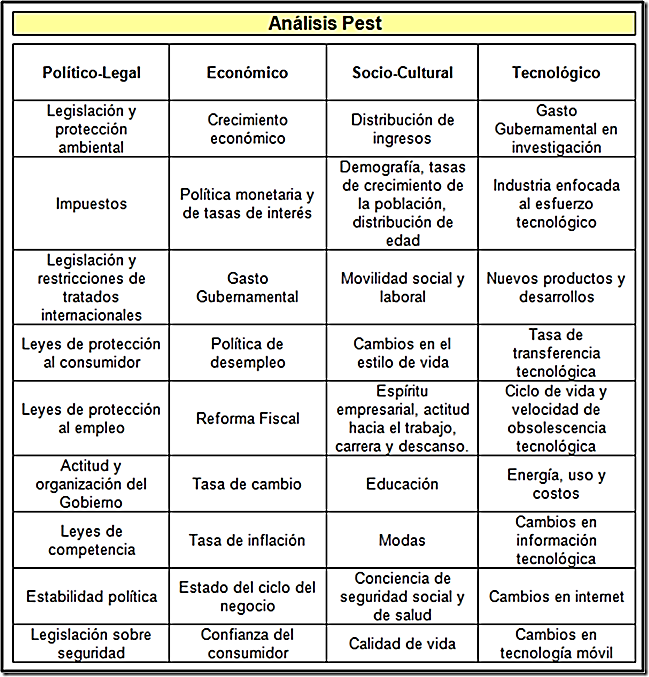 Análisis Pest
Político-Legal
Económico
Socio-Cultural
Tecnológico
Legislación y
protección
ambiental
Crecimiento
económico
Distribución de
ingresos
Gasto
Gubernamental en
investigación
Impuestos
Política monetaria y
de tasas de interés
Demografía, tasas
de crecimiento de
la población,
distribución de
edad
Industria enfocada
al esfuerzo
tecnológico
Legislación y
restricciones de
tratados
internacionales
Gasto
Gubernamental
Movilidad social y
laboral
Nuevos productos y
desarrollos
Leyes de protección
al consumidor
Política de
desempleo
Cambios en el
estilo de vida
Tasa de
transferencia
tecnológica
Leyes de protección
al empleo
Reforma Fiscal
Espíritu
empresarial, actitud
hacia el trabajo,
carrera y descanso.
Ciclo de vida y
velocidad de
obsolescencia
tecnológica
Actitud y
organización del
Gobierno
Tasa de cambio
Educación
Energía, uso y
costos
Leyes de
competencia
Tasa de inflación
Modas
Cambios en
información
tecnológica
Estabilidad política
Estado del ciclo del
negocio
Conciencia de
seguridad social y
de salud
Cambios en internet
Legislación sobre
seguridad
Confianza del
consumidor
Calidad de vida
Cambios en
tecnología móvil